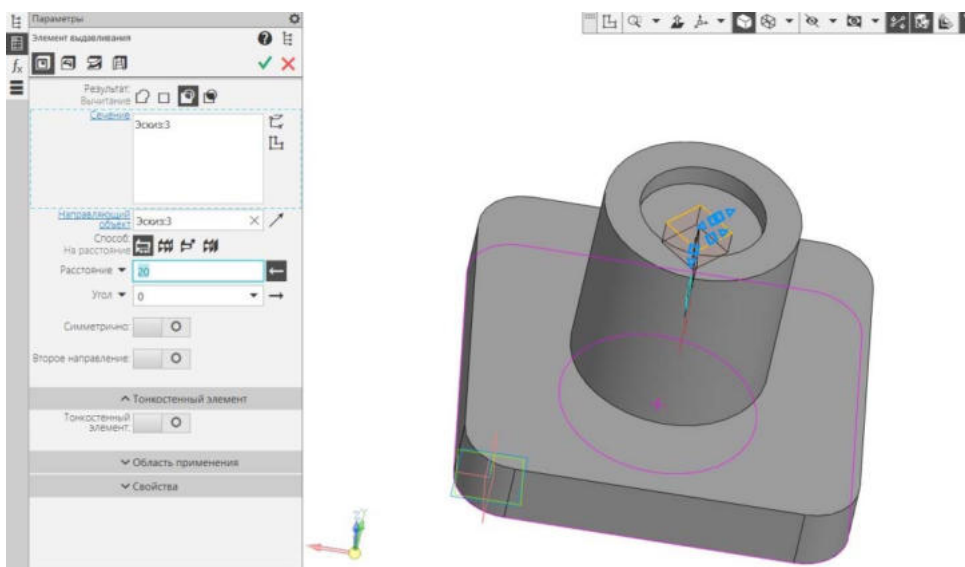 Параметры
Элемент выдавливания
Результат:
Вычитание
Сечение
Эскиз:3
Направляющий
объект
Эскиз:3
Способ:
На расстояние
Расстояние
20
Угол
0
Симметрично:
Второе направление:
Тонкостенный элемент
Тонкостенный
элемент:
Область применения
Свойства